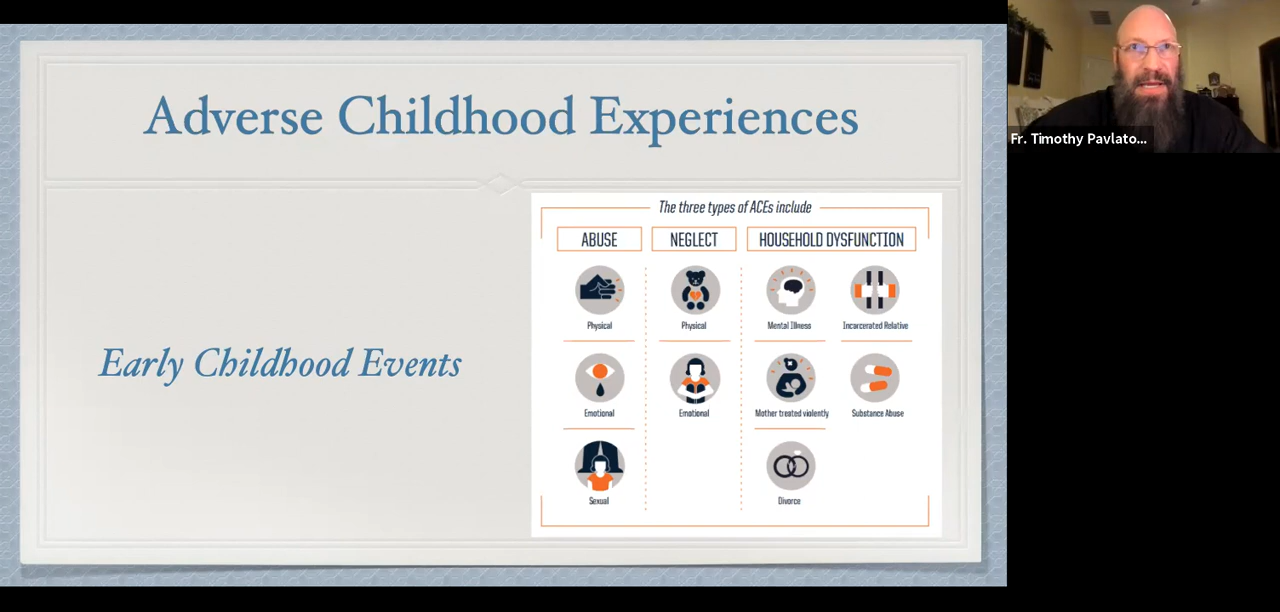 Adverse Childhood Experiences
Early Childhood Events
The three types of ACEs include
ABUSE NEGLECT HOUSEHOLD DYSFUNCTION
Physical Physical Mental Illness Incarcerated Relative
Emotional Emotional Mother treated violently Substance Abuse
Sexual Divorce
Fr. Timothy Pavlato...